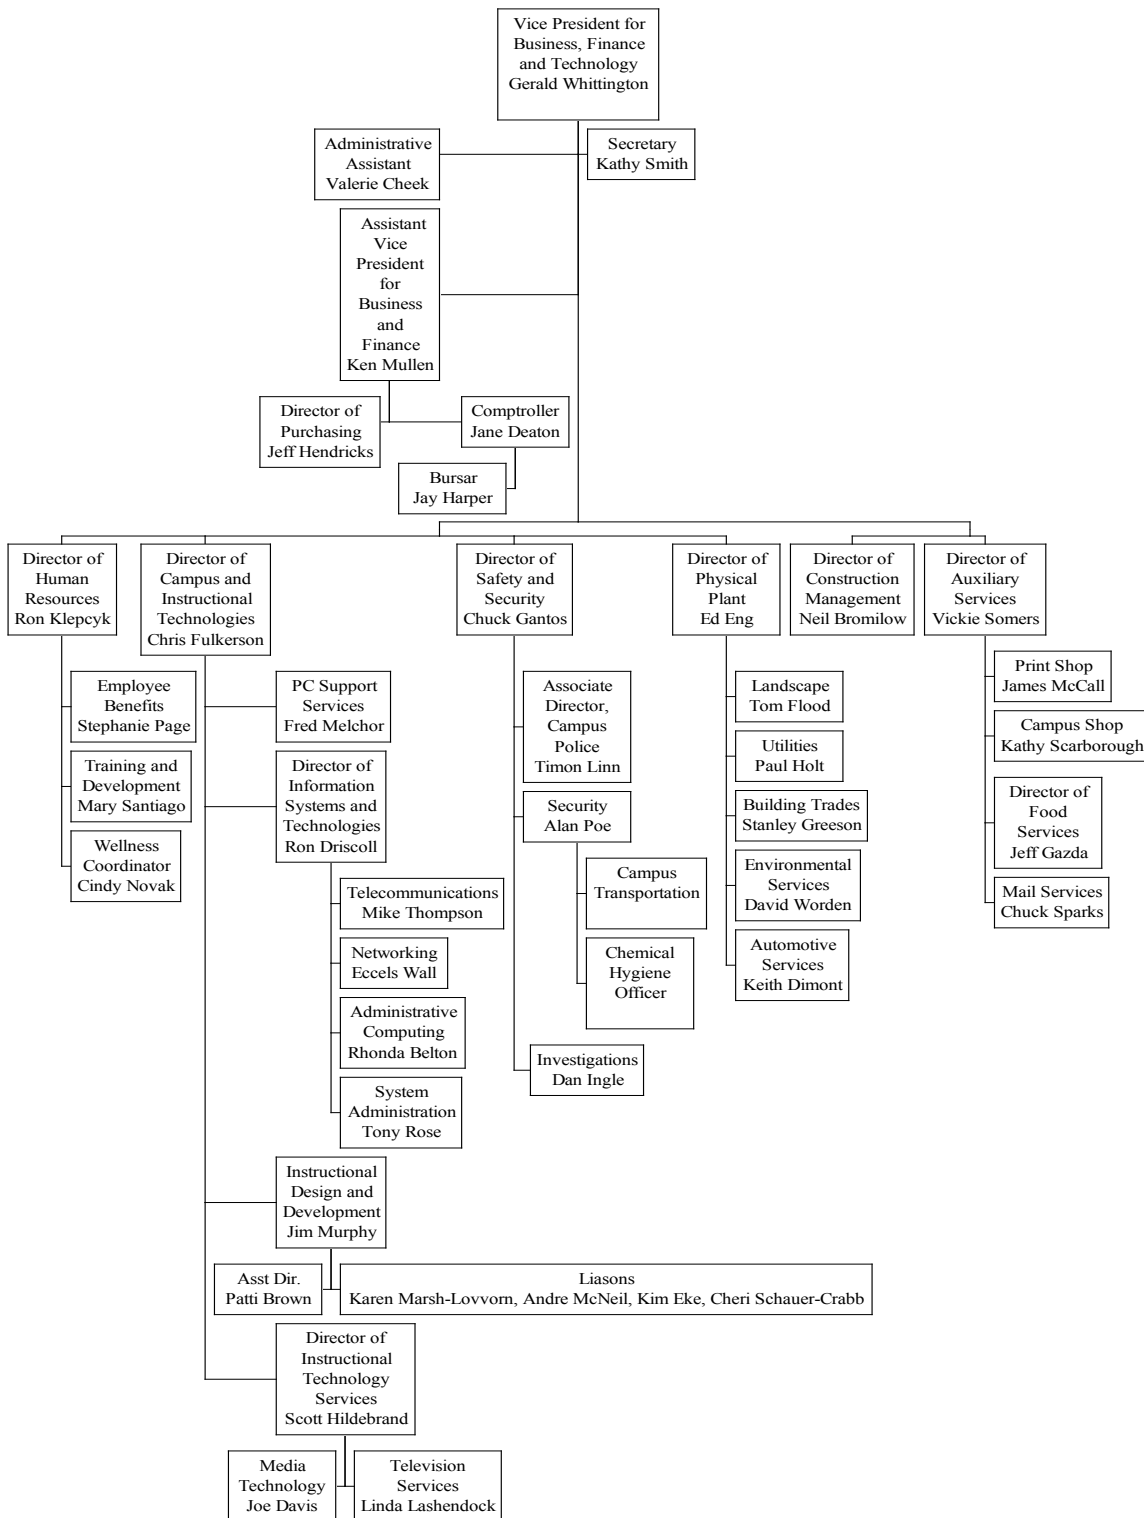 Vice President for
Business, Finance
and Technology
Gerald Whittington
Administrative
Assistant
Valerie Cheek
Secretary
Kathy Smith
Assistant
Vice
President
for
Business
and
Finance
Ken Mullen
Director of
Purchasing
Jeff Hendricks
Comptroller
Jane Deaton
Bursar
Jay Harper
Director of
Human
Resources
Ron Klepcyk
Director of
Campus and
Instructional
Technologies
Chris Fulkerson
Director of
Safety and
Security
Chuck Gantos
Director of
Physical
Plant
Ed Eng
Director of
Construction
Management
Neil Bromilow
Director of
Auxiliary
Services
Vickie Somers
Employee
Benefits
Stephanie Page
Training and
Development
Mary Santiago
Wellness
Coordinator
Cindy Novak
PC Support
Services
Fred Melchor
Director of
Information
Systems and
Technologies
Ron Driscoll
Telecommunications
Mike Thompson
Networking
Eccels Wall
Administrative
Computing
Rhonda Belton
System
Administration
Tony Rose
Instructional
Design and
Development
Jim Murphy
Asst Dir.
Patti Brown
Liasons
Karen Marsh-Lovvorn, Andre McNeil, Kim Eke, Cheri Schauer-Crabb
Director of
Instructional
Technology
Services
Scott Hildebrand
Media
Technology
Joe Davis
Television
Services
Linda Lashendock
Associate
Director,
Campus
Police
Timon Linn
Security
Alan Poe
Campus
Transportation
Chemical
Hygiene
Officer
Investigations
Dan Ingle
Landscape
Tom Flood
Utilities
Paul Holt
Building Trades
Stanley Greeson
Environmental
Services
David Worden
Automotive
Services
Keith Dimont
Print Shop
James McCall
Campus Shop
Kathy Scarborough
Director of
Food
Services
Jeff Gazda
Mail Services
Chuck Sparks